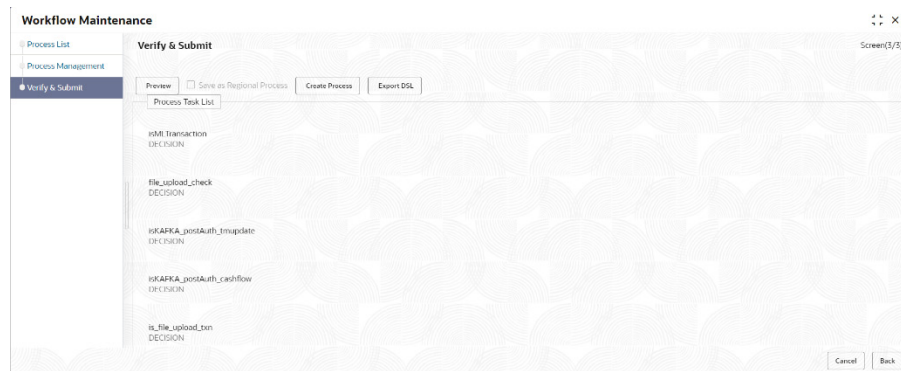 Workflow Maintenance
Process List
Process Management
Verify & Submit
Verify & Submit
Screen(3/3)
Preview
Save as Regional Process
Create Process
Export DSL
Process Task List
isMLTransaction
DECISION
file_upload_check
DECISION
isKAFKA_postAuth_tmupdate
DECISION
isKAFKA_postAuth_cashflow
DECISION
is_file_upload_txn
DECISION
Cancel
Back